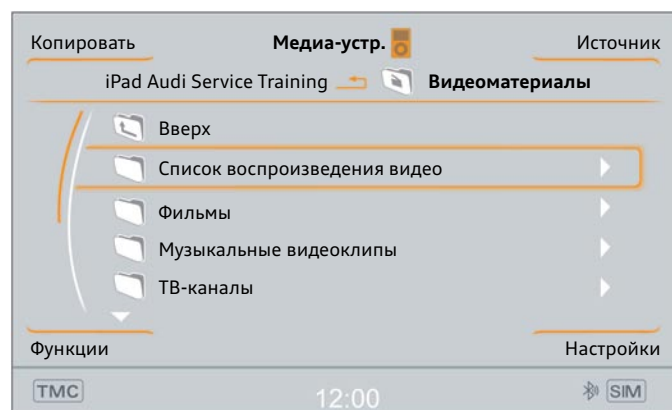 Копировать Медиа-устр. Источник
iPad Audi Service Training Видеоматериалы
Вверх
Список воспроизведения видео
Фильмы
Музыкальные видеоклипы
ТВ-каналы
Функции Настройки
TMC 12:00 SIM